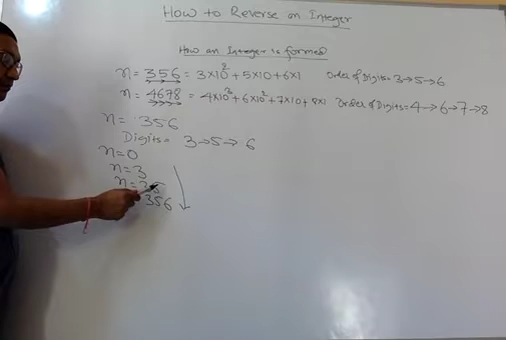 How to Reverse an Integer
How an Integer is formed
n = 356 = 3×10² + 5×10 + 6×1 Order of Digits = 3→5→6
n = 4678 = 4×10³ + 6×10² + 7×10 + 8×1 Order of Digits = 4→6→7→8
n = 356
Digits: 3→5→6
n = 0
n = 3
n = 35
356